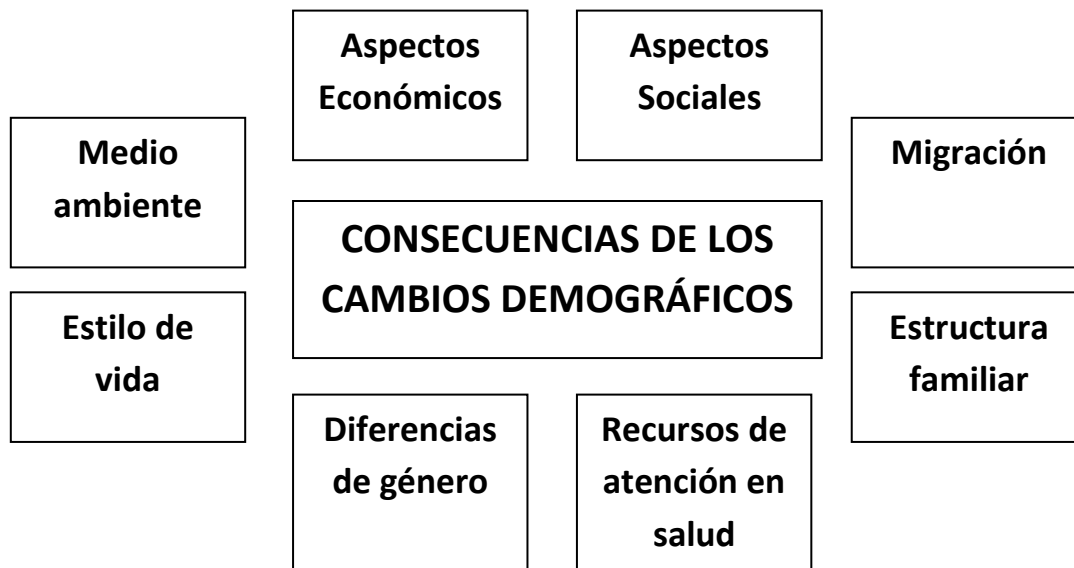 Aspectos
Económicos
Aspectos
Sociales
Medio
ambiente
Migración
CONSECUENCIAS DE LOS
CAMBIOS DEMOGRÁFICOS
Estilo de
vida
Estructura
familiar
Diferencias
de género
Recursos de
atención en
salud